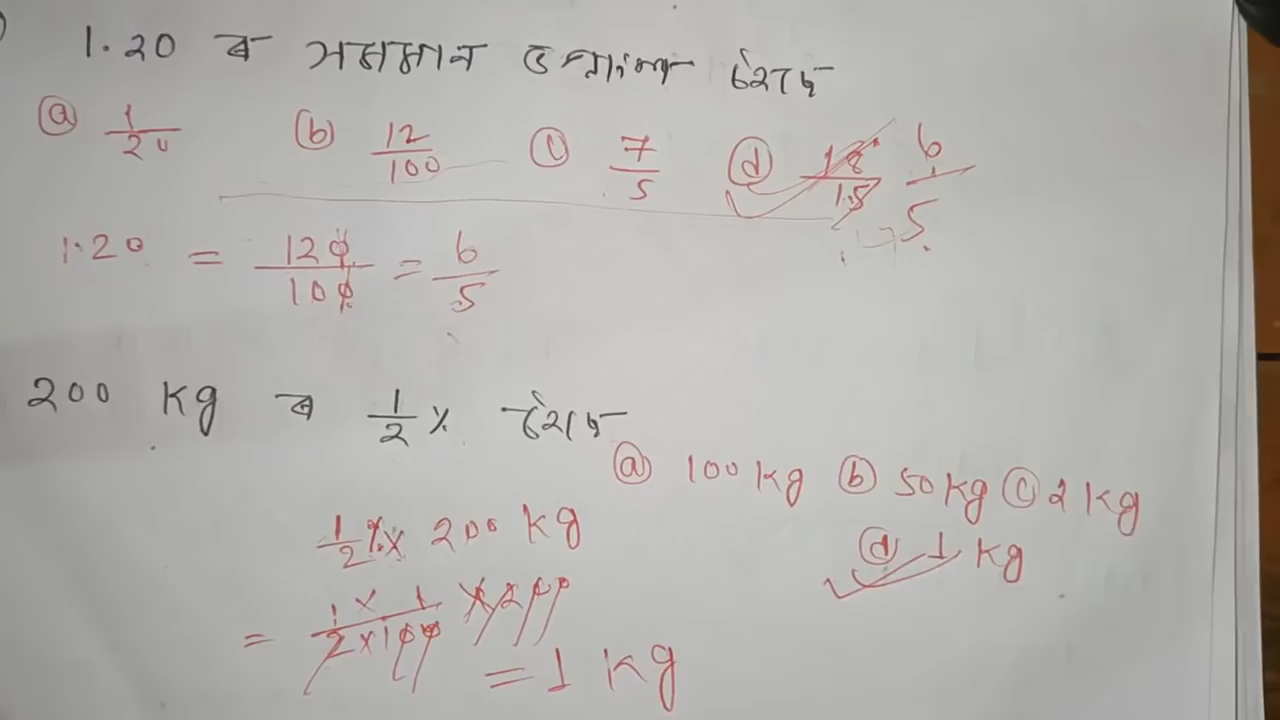 1.20 ৰ সমমান ভগ্নাংশ হৈছে
ⓐ 1/20 ⓑ 12/100 ⓒ 7/5 ⓓ 6/5
1.20 = 120/100 = 6/5
200 kg ৰ 1/2 % হৈছে
ⓐ 100 kg ⓑ 50 kg ⓒ 2 kg
ⓓ 1 kg
1/2 % × 200 kg
= 1 × 1 / 2 × 100 × 200
= 1 kg